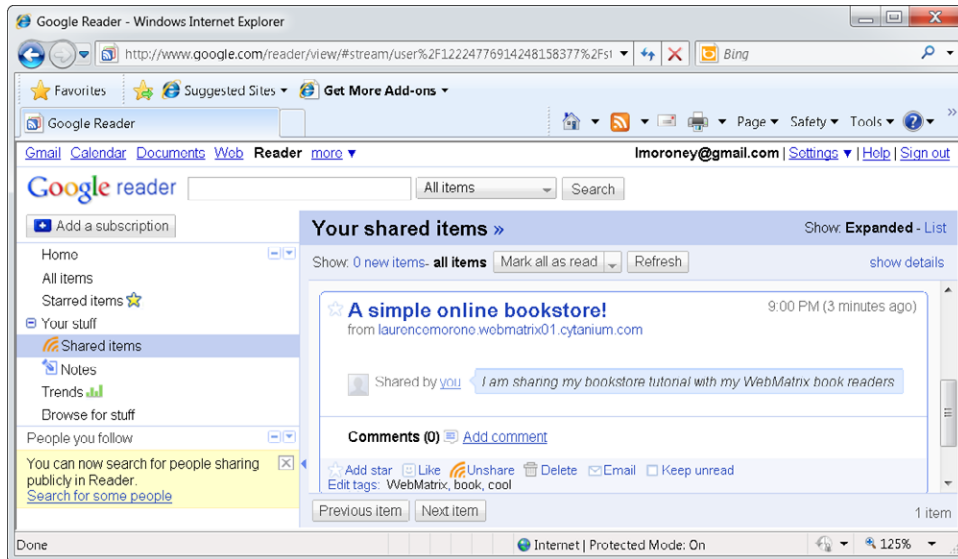 Google Reader - Windows Internet Explorer
http://www.google.com/reader/view/#stream/user%2F12224776914248158377%2Fst
Bing
Favorites Suggested Sites Get More Add-ons
Google Reader Page Safety Tools
Gmail Calendar Documents Web Reader more lmoroney@gmail.com | Settings | Help | Sign out
Google reader All items Search
Add a subscription
Home
All items
Starred items
Your stuff
Shared items
Notes
Trends
Browse for stuff
People you follow
You can now search for people sharing
publicly in Reader.
Search for some people
Your shared items » Show: Expanded - List
Show: 0 new items- all items Mark all as read Refresh show details
A simple online bookstore! 9:00 PM (3 minutes ago)
from laurencemorone.webmatrix01.cytanium.com
Shared by you I am sharing my bookstore tutorial with my WebMatrix book readers
Comments (0) Add comment
Add star Like Unshare Delete Email Keep unread
Edit tags: WebMatrix, book, cool
Previous item Next item 1 item
Done Internet | Protected Mode: On 125%